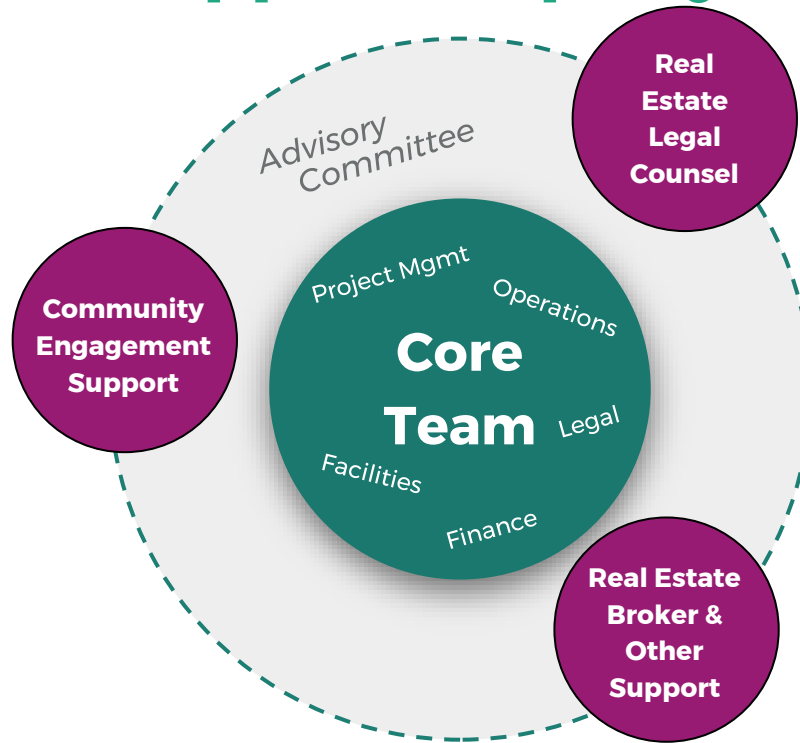 Real
Estate
Legal
Counsel
Advisory
Committee
Project Mgmt
Operations
Community
Engagement
Support
Core
Team
Legal
Facilities
Finance
Real Estate
Broker &
Other
Support